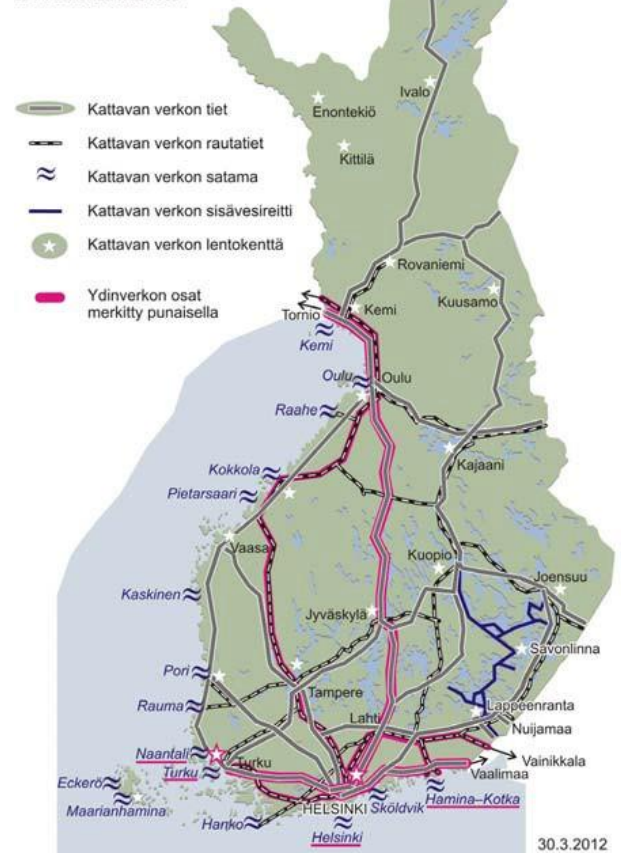 Kattavan verkon tiet
Kattavan verkon rautatiet
Kattavan verkon satama
Kattavan verkon sisävesireitti
Kattavan verkon lentokenttä
Ydinverkon osat
merkitty punaisella
Ivalo
Enontekiö
Kittilä
Rovaniemi
Kuusamo
Tornio
Kemi
Kemi
Oulu
Oulu
Raahe
Kokkola
Kajaani
Pietarsaari
Vaasa
Kuopio
Joensuu
Kaskinen
Jyväskylä
Savonlinna
Pori
Tampere
Rauma
Lappeenranta
Lahti
Nuijamaa
Naantali
Turku
Vainikkala
Turku
Vaalimaa
Eckerö
Maarianhamina
HELSINKI
Sköldvik
Hamina–Kotka
Hanko
Helsinki
30.3.2012